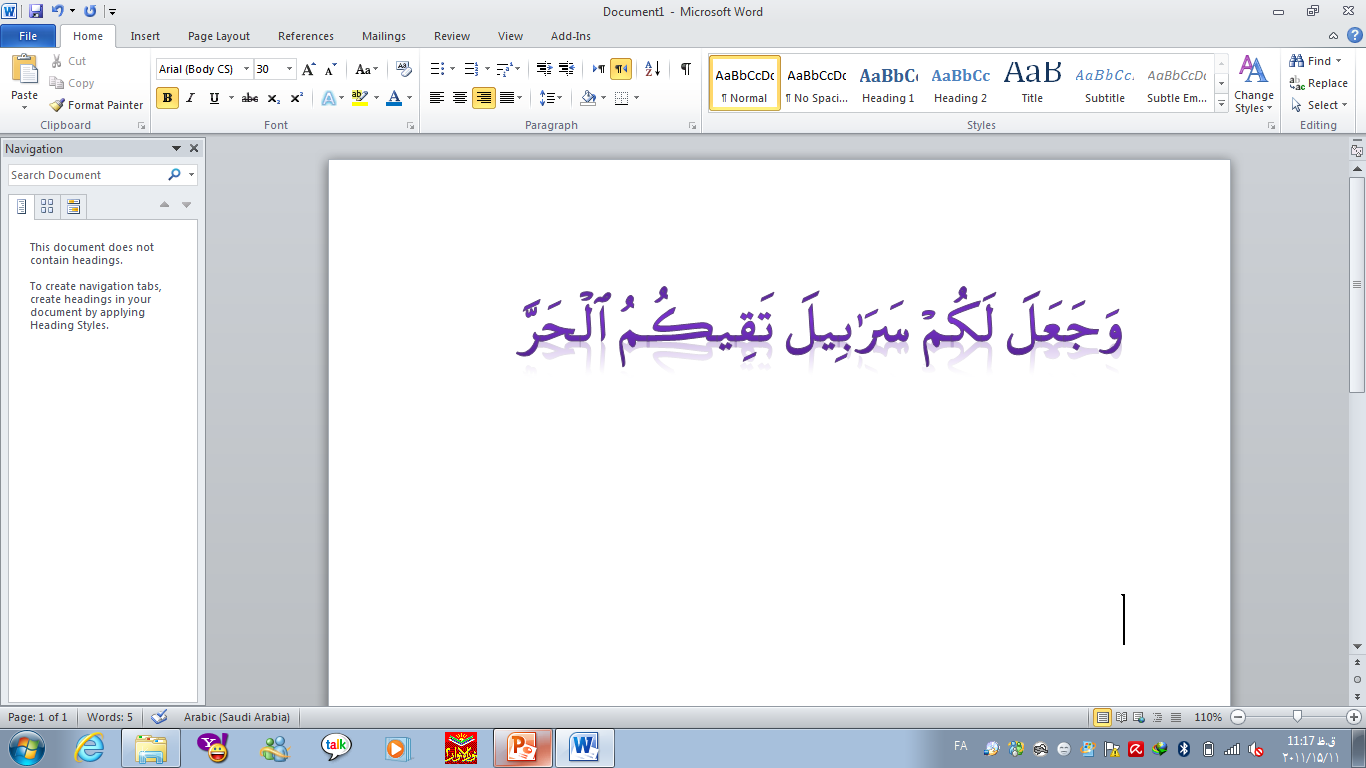 Document1 - Microsoft Word
File Home Insert Page Layout References Mailings Review View Add-Ins
Paste
Cut
Copy
Format Painter
Clipboard
Arial (Body CS) 30
Font
Paragraph
AaBbCcDc AaBbCcDc AaBbCc AaBbCc AaB AaBbCc. AaBbCcDc
¶ Normal ¶ No Spaci... Heading 1 Heading 2 Title Subtitle Subtle Em...
Change Styles
Styles
Find
Replace
Select
Editing
Navigation
Search Document
This document does not
contain headings.
To create navigation tabs,
create headings in your
document by applying
Heading Styles.
وَجَعَلَ لَكُمۡ سَرَٰبِيلَ تَقِيكُمُ ٱلۡحَرَّ
Page: 1 of 1 Words: 5 Arabic (Saudi Arabia) 110%
talk
FA
11:17 ق.ظ
٢٠١١/١٥/١١